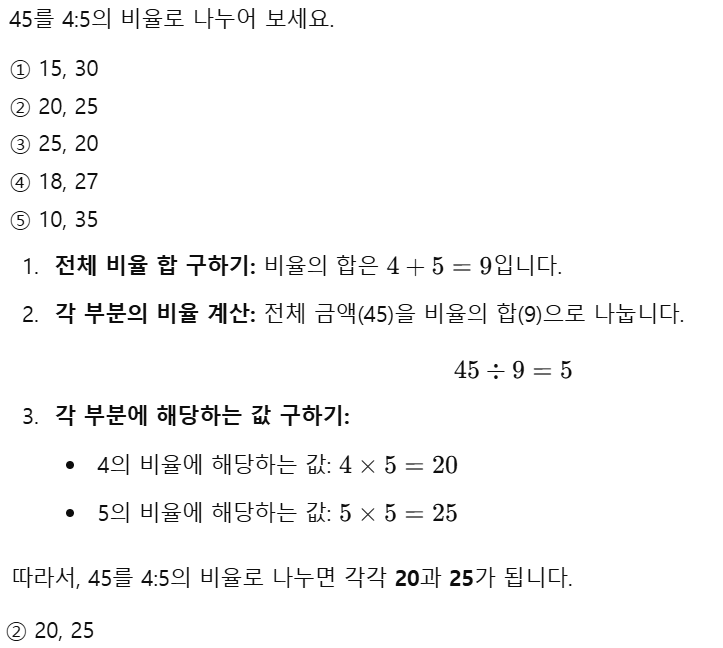 45를 4:5의 비율로 나누어 보세요.
① 15, 30
② 20, 25
③ 25, 20
④ 18, 27
⑤ 10, 35
1. 전체 비율 합 구하기: 비율의 합은 4 + 5 = 9입니다.
2. 각 부분의 비율 계산: 전체 금액(45)을 비율의 합(9)으로 나눕니다.
45 ÷ 9 = 5
3. 각 부분에 해당하는 값 구하기:
• 4의 비율에 해당하는 값: 4 × 5 = 20
• 5의 비율에 해당하는 값: 5 × 5 = 25
따라서, 45를 4:5의 비율로 나누면 각각 20과 25가 됩니다.
② 20, 25